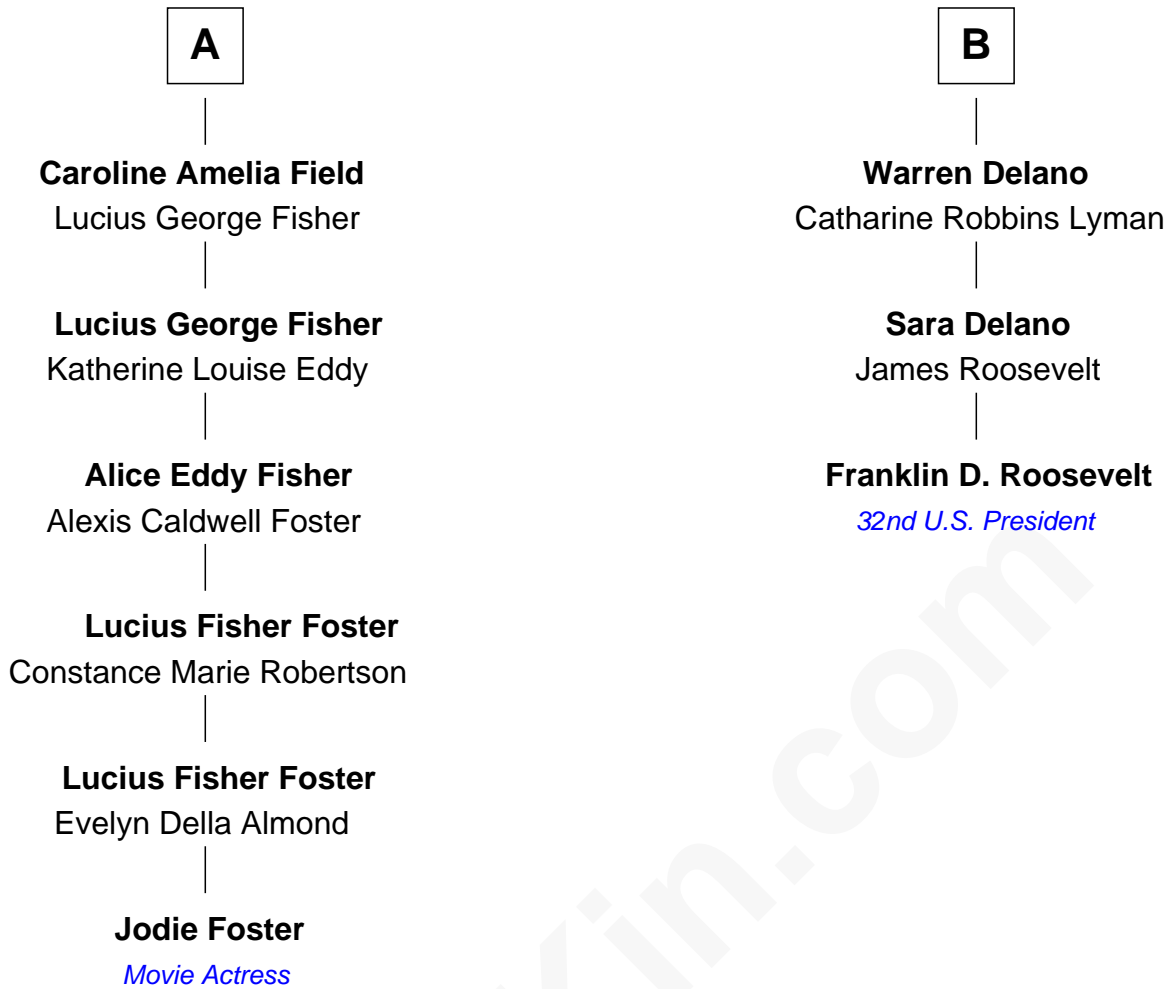 A
Caroline Amelia Field
Lucius George Fisher
Lucius George Fisher
Katherine Louise Eddy
Alice Eddy Fisher
Alexis Caldwell Foster
Lucius Fisher Foster
Constance Marie Robertson
Lucius Fisher Foster
Evelyn Della Almond
Jodie Foster
Movie Actress
B
Warren Delano
Catharine Robbins Lyman
Sara Delano
James Roosevelt
Franklin D. Roosevelt
32nd U.S. President
Kin.com